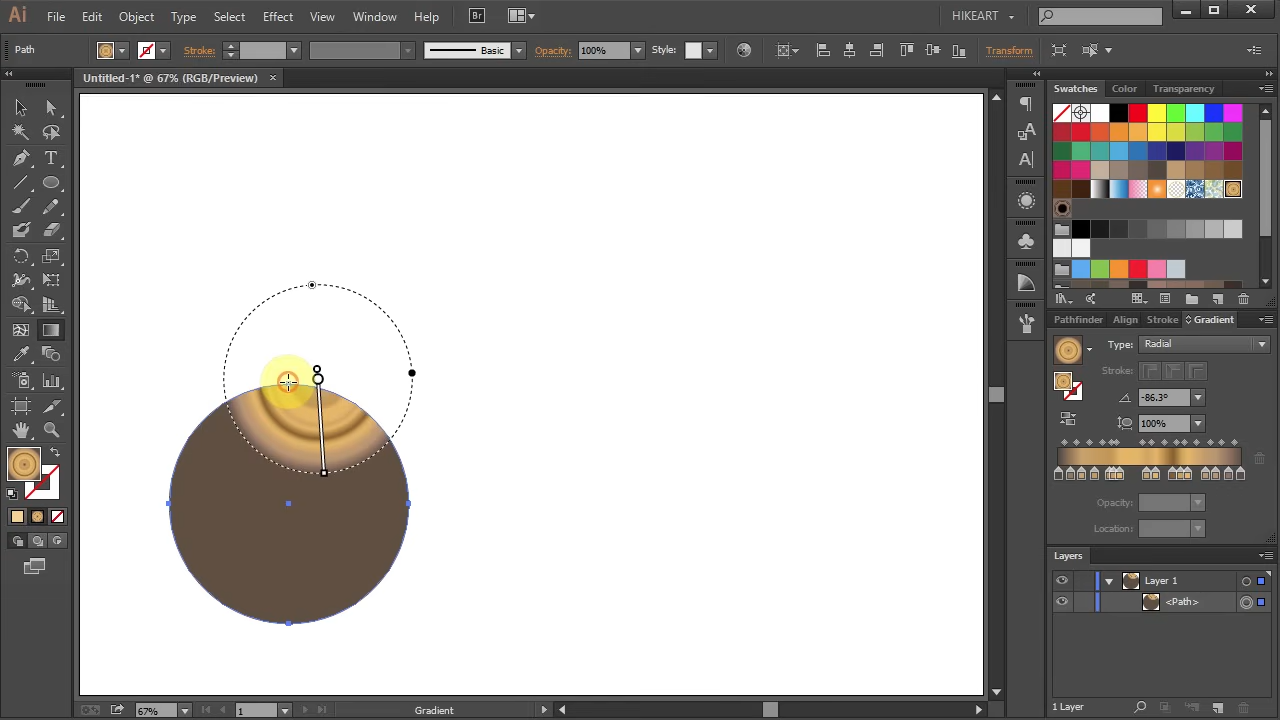 Ai File Edit Object Type Select Effect View Window Help Br HIKEART
Path Stroke: Basic Opacity: 100% Style: Transform
Untitled-1* @ 67% (RGB/Preview)
Swatches Color Transparency
Pathfinder Align Stroke Gradient
Type: Radial
Stroke:
-86.3°
100%
Opacity:
Location:
Layers
Layer 1
<Path>
1 Layer
67% 1 Gradient